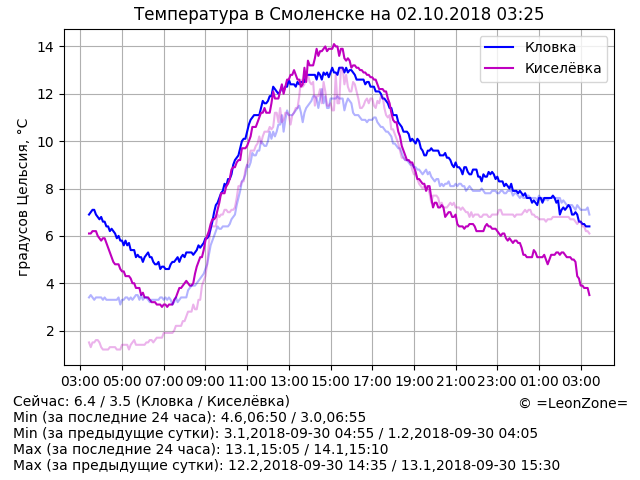 Температура в Смоленске на 02.10.2018 03:25
Кловка
Киселёвка
градусов Цельсия, °C
14
12
10
8
6
4
2
03:00 05:00 07:00 09:00 11:00 13:00 15:00 17:00 19:00 21:00 23:00 01:00 03:00
Сейчас: 6.4 / 3.5 (Кловка / Киселёвка)
© =LeonZone=
Min (за последние 24 часа): 4.6,06:50 / 3.0,06:55
Min (за предыдущие сутки): 3.1,2018-09-30 04:55 / 1.2,2018-09-30 04:05
Max (за последние 24 часа): 13.1,15:05 / 14.1,15:10
Max (за предыдущие сутки): 12.2,2018-09-30 14:35 / 13.1,2018-09-30 15:30